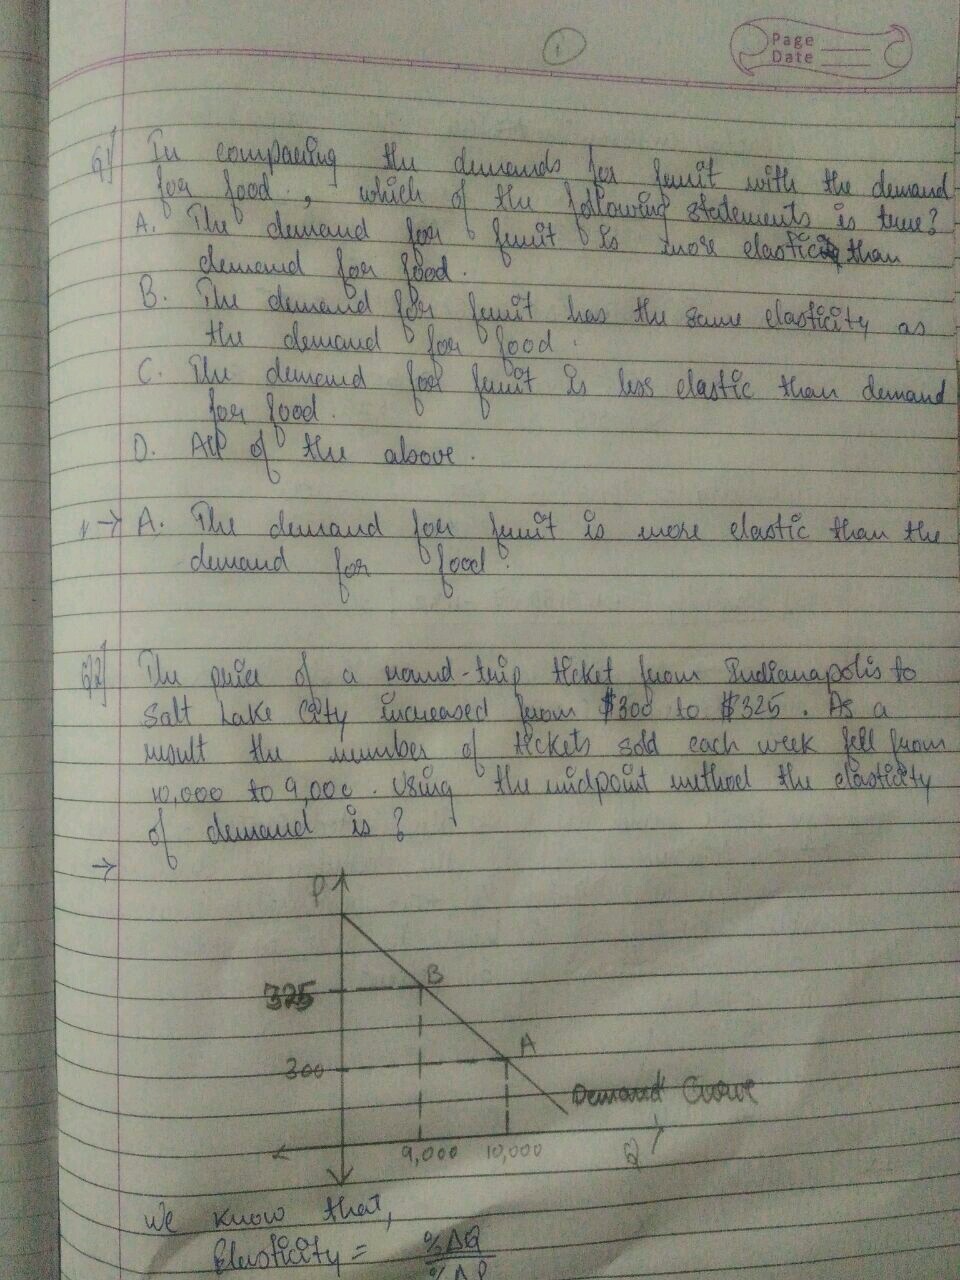 1
Page
Date
Q1) In comparing the demands for fruit with the demand
for food, which of the following statements is true?
A. The demand for fruit is more elastic than
demand for food.
B. The demand for fruit has the same elasticity as
the demand for food.
C. The demand for fruit is less elastic than demand
for food.
D. All of the above.
→ A. The demand for fruit is more elastic than the
demand for food.
Q2) The price of a round-trip ticket from Indianapolis to
Salt Lake City increased from $300 to $325. As a
result the number of tickets sold each week fell from
10,000 to 9,000. Using the midpoint method the elasticity
of demand is?
→
P
325
B
300
A
Demand Curve
9,000 10,000 Q
We know that,
Elasticity = %ΔQ
%ΔP